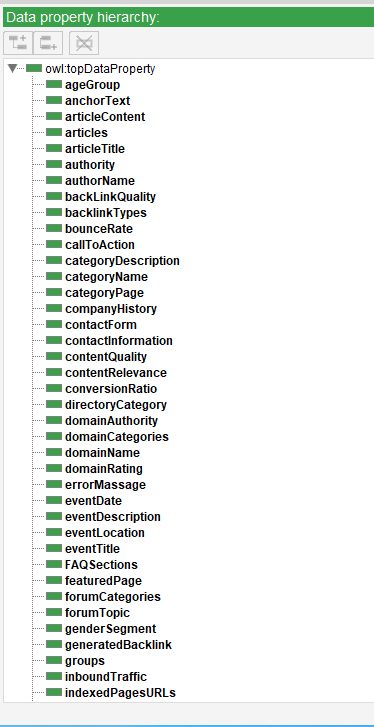 Data property hierarchy:
owl:topDataProperty
ageGroup
anchorText
articleContent
articles
articleTitle
authority
authorName
backLinkQuality
backlinkTypes
bounceRate
callToAction
categoryDescription
categoryName
categoryPage
companyHistory
contactForm
contactInformation
contentQuality
contentRelevance
conversionRatio
directoryCategory
domainAuthority
domainCategories
domainName
domainRating
errorMassage
eventDate
eventDescription
eventLocation
eventTitle
FAQSections
featuredPage
forumCategories
forumTopic
genderSegment
generatedBacklink
groups
inboundTraffic
indexedPagesURLs